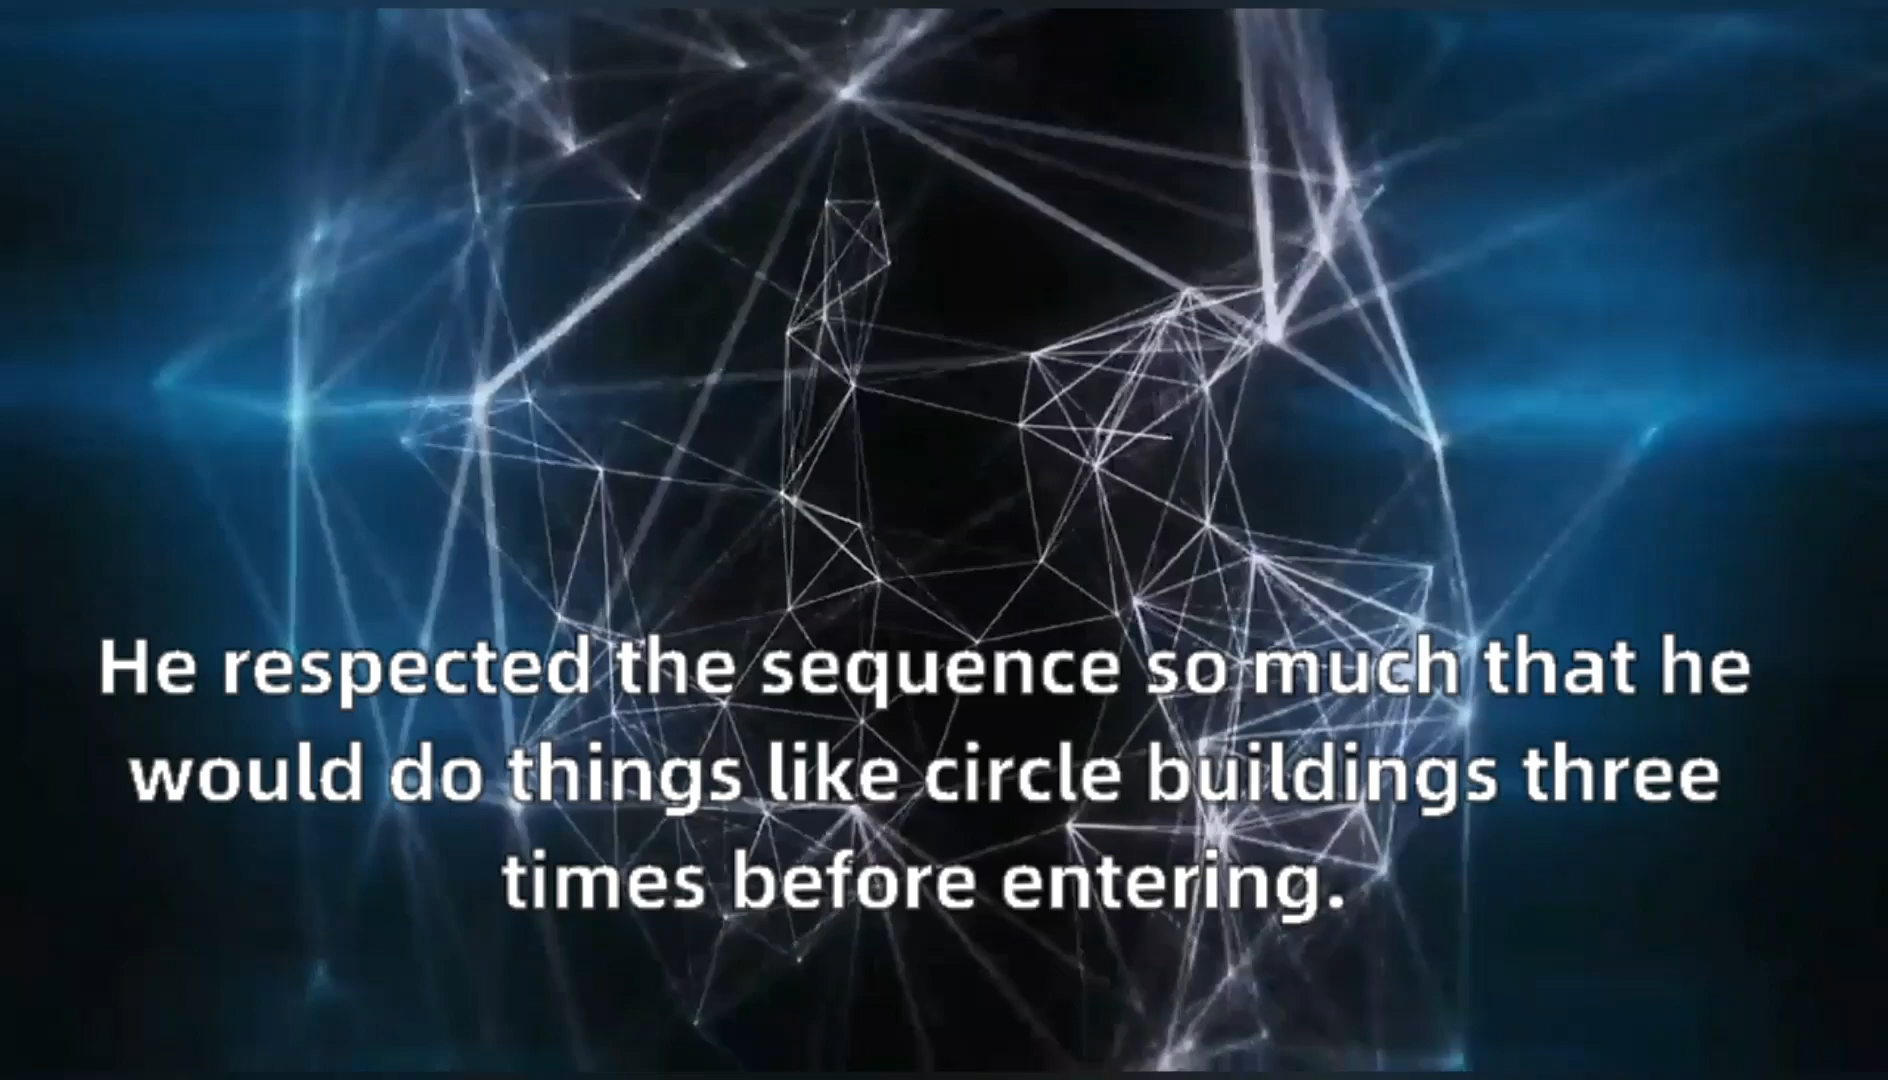 He respected the sequence so much that he
would do things like circle buildings three
times before entering.